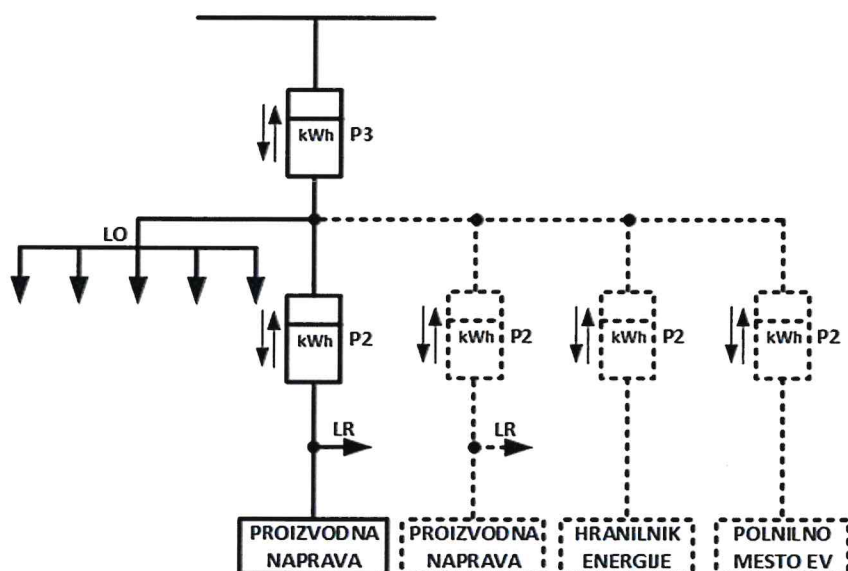 kWh P3
LO
kWh P2
kWh P2
kWh P2
kWh P2
LR
LR
PROIZVODNA
NAPRAVA
PROIZVODNA
NAPRAVA
HRANILNIK
ENERGIJE
POLNILNO
MESTO EV